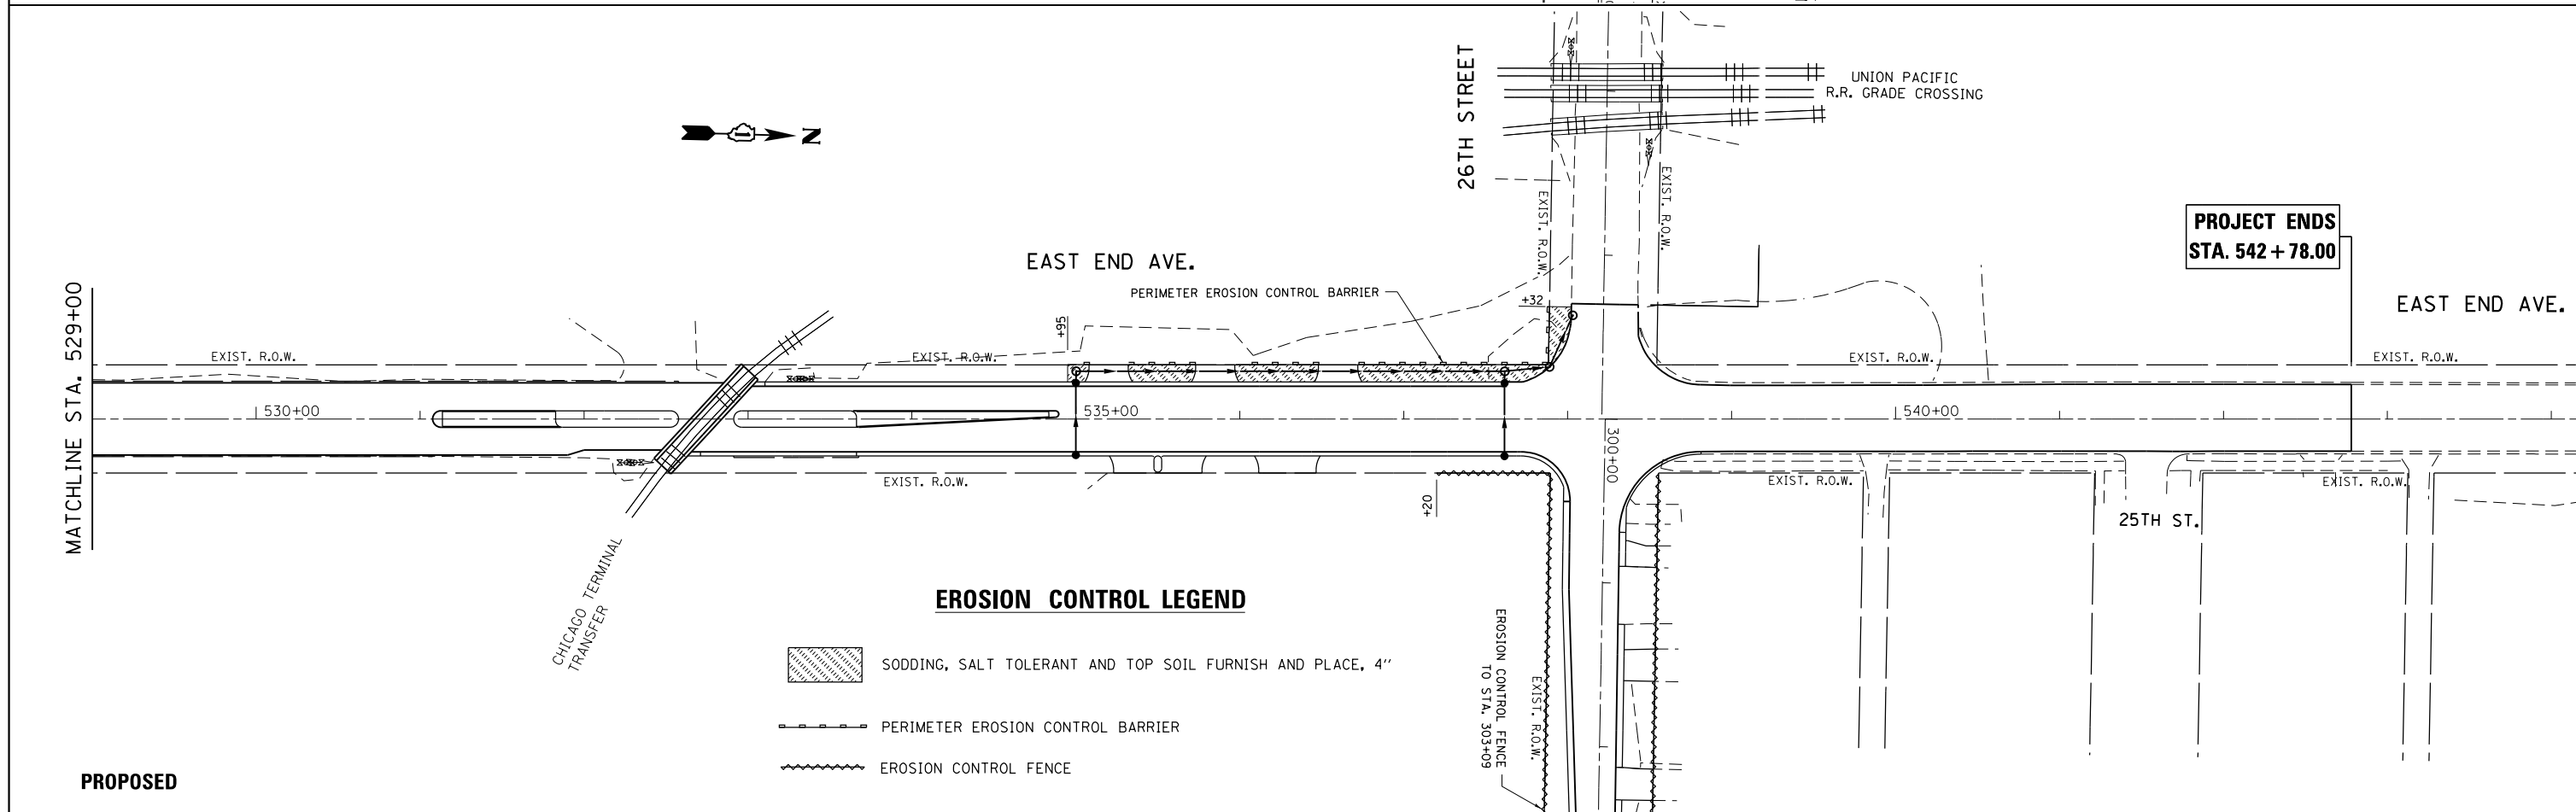 26TH STREET
UNION PACIFIC
R.R. GRADE CROSSING
N
EXIST. R.O.W.
EXIST. R.O.W.
PROJECT ENDS
STA. 542+78.00
EAST END AVE.
EAST END AVE.
PERIMETER EROSION CONTROL BARRIER
+32
+95
MATCHLINE STA. 529+00
EXIST. R.O.W.
EXIST. R.O.W.
EXIST. R.O.W.
EXIST. R.O.W.
530+00
535+00
540+00
300+00
EXIST. R.O.W.
EXIST. R.O.W.
EXIST. R.O.W.
+20
25TH ST.
CHICAGO TERMINAL
TRANSFER
EROSION CONTROL LEGEND
SODDING, SALT TOLERANT AND TOP SOIL FURNISH AND PLACE, 4"
PERIMETER EROSION CONTROL BARRIER
EROSION CONTROL FENCE
EROSION CONTROL FENCE
TO STA. 303+09
EXIST. R.O.W.
PROPOSED